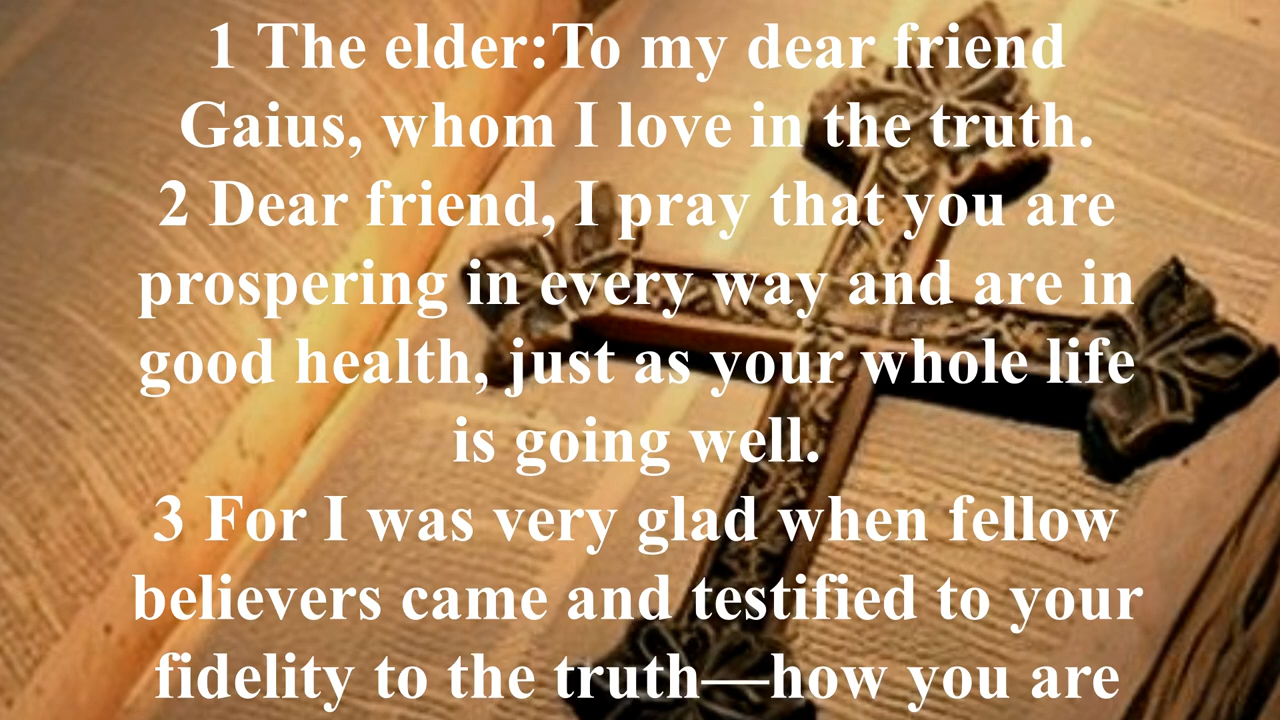 1 The elder:To my dear friend
Gaius, whom I love in the truth.
2 Dear friend, I pray that you are
prospering in every way and are in
good health, just as your whole life
is going well.
3 For I was very glad when fellow
believers came and testified to your
fidelity to the truth—how you are